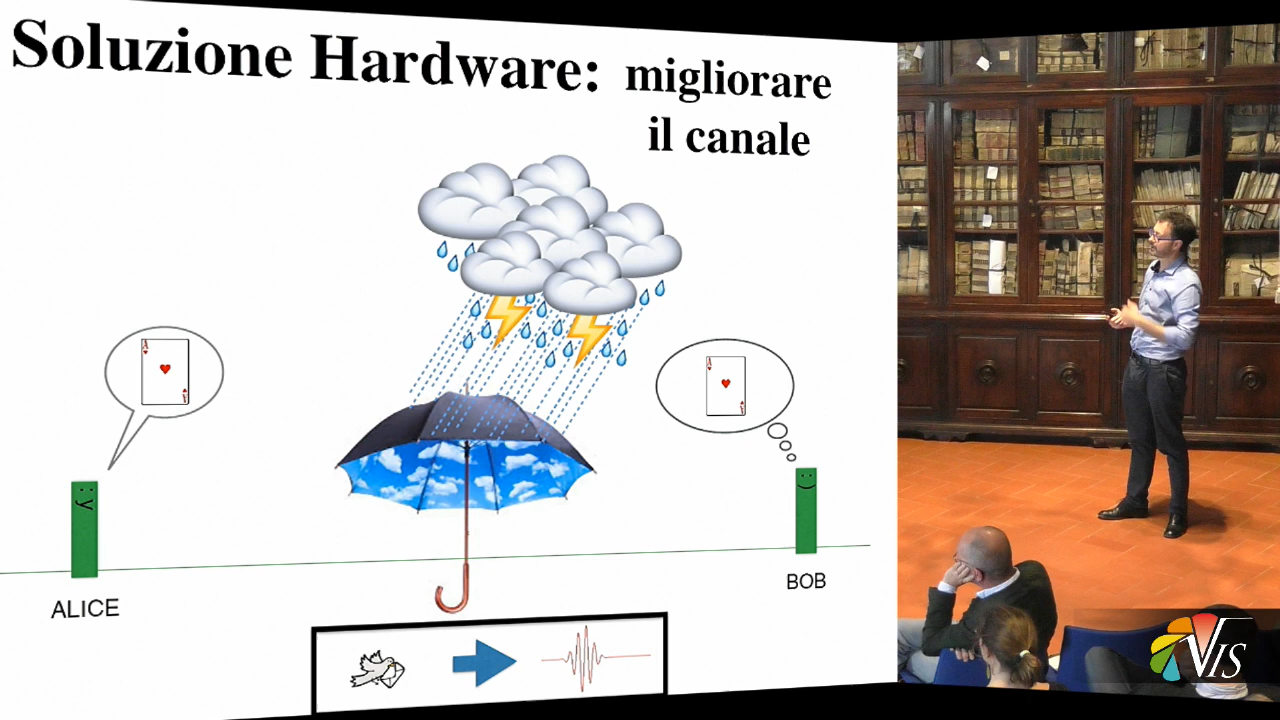 Soluzione Hardware: migliorare
il canale
A
A
A
A
ALICE
BOB
VIS